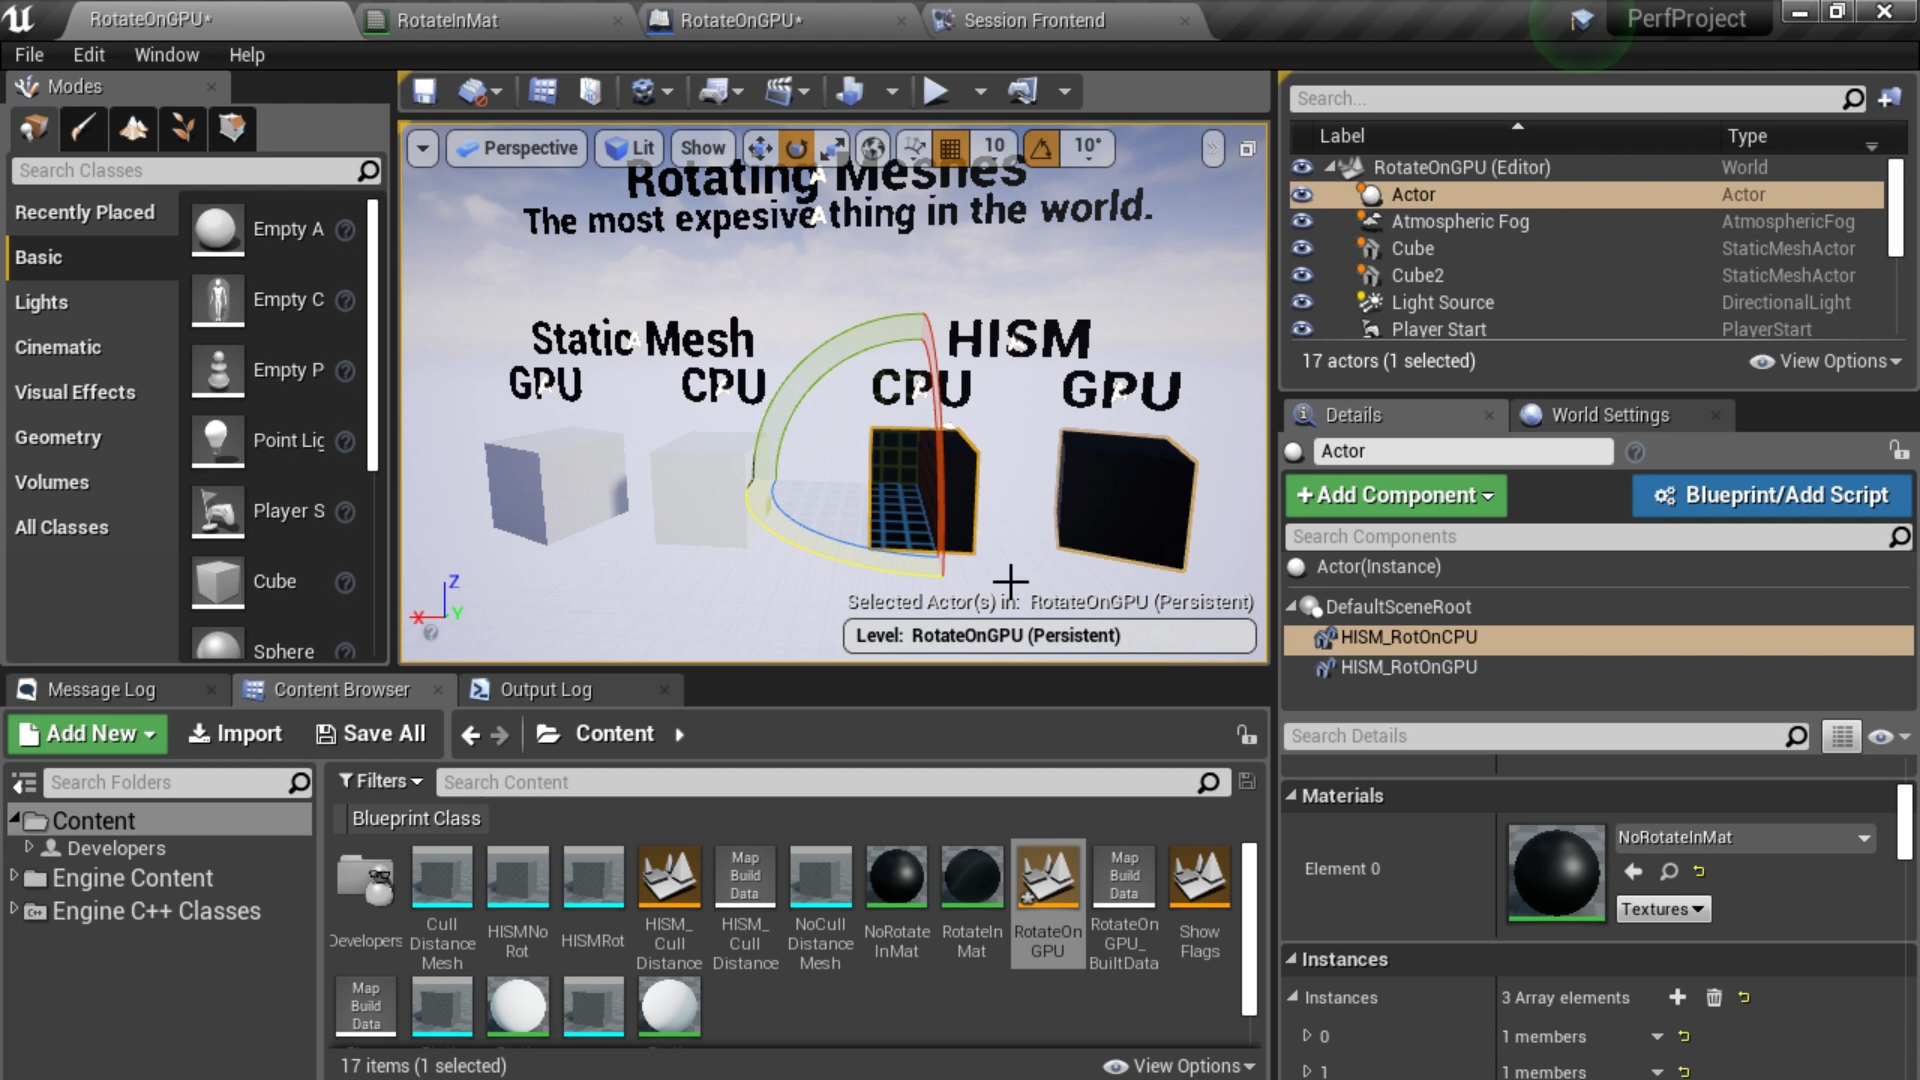 RotateOnGPU*
RotateInMat
RotateOnGPU*
Session Frontend
PerfProject
File
Edit
Window
Help
Modes
Search Classes
Recently Placed
Basic
Lights
Cinematic
Visual Effects
Geometry
Volumes
All Classes
Empty A
Empty C
Empty P
Point Lig
Player S
Cube
Sphere
Perspective
Lit
Show
10
10°
Rotating Meshes
The most expesive thing in the world.
Static Mesh
HISM
GPU
CPU
CPU
GPU
Z
X
Y
Selected Actor(s) in: RotateOnGPU (Persistent)
Level: RotateOnGPU (Persistent)
Search...
Label
Type
RotateOnGPU (Editor)
World
Actor
Actor
Atmospheric Fog
AtmosphericFog
Cube
StaticMeshActor
Cube2
StaticMeshActor
Light Source
DirectionalLight
Player Start
PlayerStart
17 actors (1 selected)
View Options
Details
World Settings
Actor
+Add Component
Blueprint/Add Script
Search Components
Actor(Instance)
DefaultSceneRoot
HISM_RotOnCPU
HISM_RotOnGPU
Search Details
Materials
Element 0
NoRotateInMat
Textures
Instances
Instances
3 Array elements
0
1 members
1
1 members
Message Log
Content Browser
Output Log
Add New
Import
Save All
Content
Search Folders
Content
Developers
Engine Content
Engine C++ Classes
Filters
Search Content
Blueprint Class
Developers
Cull
Distance
Mesh
HISMNo
Rot
HISMRot
HISM_
Cull
Distance
Map
Build
Data
HISM_
Cull
Distance
NoCull
Distance
Mesh
NoRotate
InMat
RotateIn
Mat
RotateOn
GPU
Map
Build
Data
RotateOn
GPU_
BuiltData
Show
Flags
Map
Build
Data
17 items (1 selected)
View Options